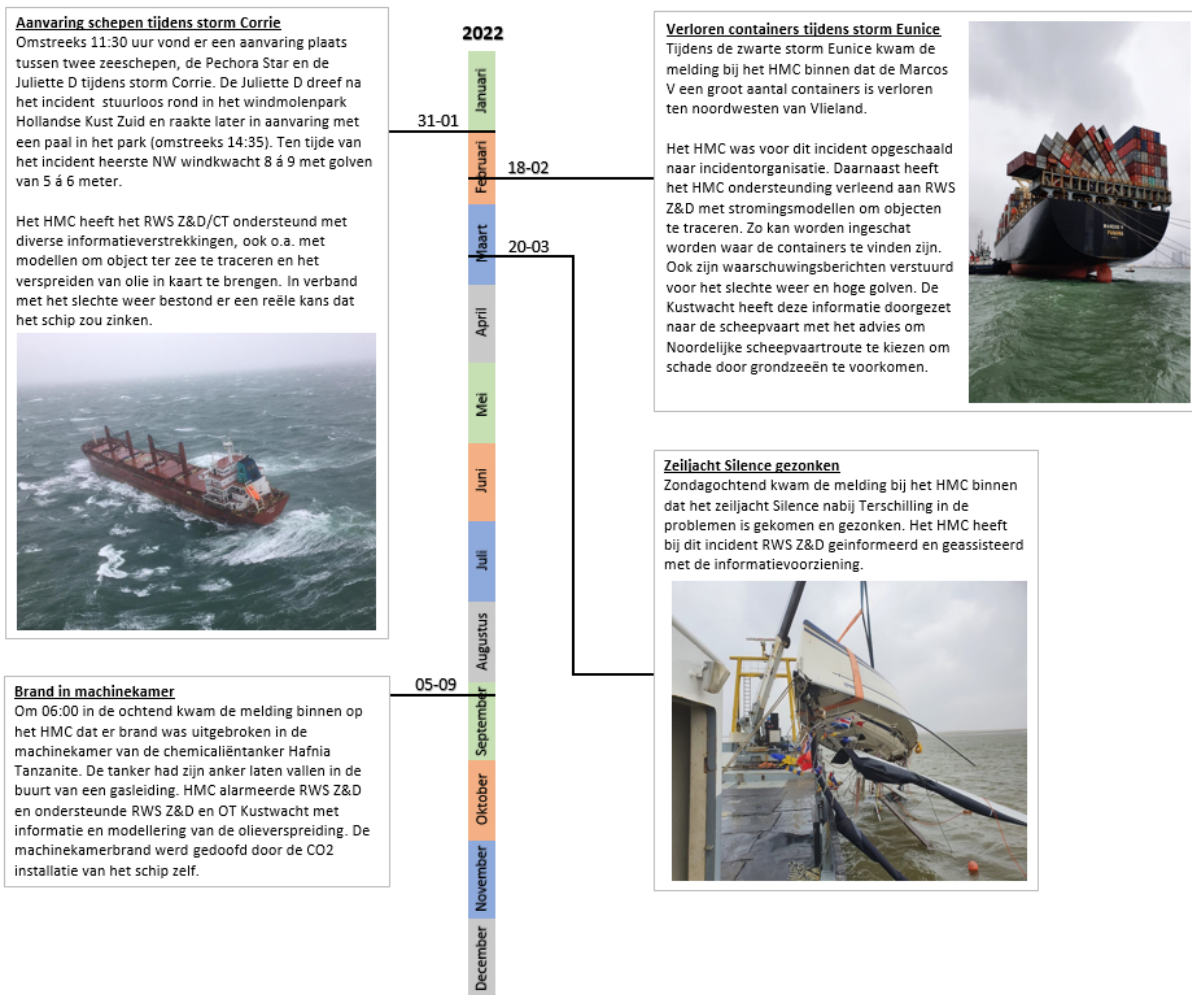 Aanvaring schepen tijdens storm Corrie
Omstreeks 11:30 uur vond er een aanvaring plaats
tussen twee zeeschepen, de Pechora Star en de
Juliette D tijdens storm Corrie. De Juliette D dreef na
het incident stuurloos rond in het windmolenpark
Hollandse Kust Zuid en raakte later in aanvaring met
een paal in het park (omstreeks 14:35). Ten tijde van
het incident heerste NW windkwacht 8 á 9 met golven
van 5 á 6 meter.
Het HMC heeft het RWS Z&D/CT ondersteund met
diverse informatieverstrekkingen, ook o.a. met
modellen om object ter zee te traceren en het
verspreiden van olie in kaart te brengen. In verband
met het slechte weer bestond er een reële kans dat
het schip zou zinken.
Brand in machinekamer
Om 06:00 in de ochtend kwam de melding binnen op
het HMC dat er brand was uitgebroken in de
machinekamer van de chemicaliëntanker Hafnia
Tanzanite. De tanker had zijn anker laten vallen in de
buurt van een gasleiding. HMC alarmeerde RWS Z&D
en ondersteunde RWS Z&D en OT Kustwacht met
informatie en modellering van de olieverspreiding. De
machinekamerbrand werd gedoofd door de CO2
installatie van het schip zelf.
2022
Januari
31-01
Februari
18-02
Maart
20-03
April
Mei
Juni
Juli
Augustus
05-09
September
Oktober
November
December
Verloren containers tijdens storm Eunice
Tijdens de zwarte storm Eunice kwam de
melding bij het HMC binnen dat de Marcos
V een groot aantal containers is verloren
ten noordwesten van Vlieland.
Het HMC was voor dit incident opgeschaald
naar incidentorganisatie. Daarnaast heeft
het HMC ondersteunding verleend aan RWS
Z&D met stromingsmodellen om objecten
te traceren. Zo kan worden ingeschat
worden waar de containers te vinden zijn.
Ook zijn waarschuwingsberichten verstuurd
voor het slechte weer en hoge golven. De
Kustwacht heeft deze informatie doorgezet
naar de scheepvaart met het advies om
Noordelijke scheepvaartroute te kiezen om
schade door grondzeeën te voorkomen.
MARCOS V
Zeiljacht Silence gezonken
Zondagochtend kwam de melding bij het HMC binnen
dat het zeiljacht Silence nabij Terschilling in de
problemen is gekomen en gezonken. Het HMC heeft
bij dit incident RWS Z&D geinformeerd en geassisteerd
met de informatievoorziening.